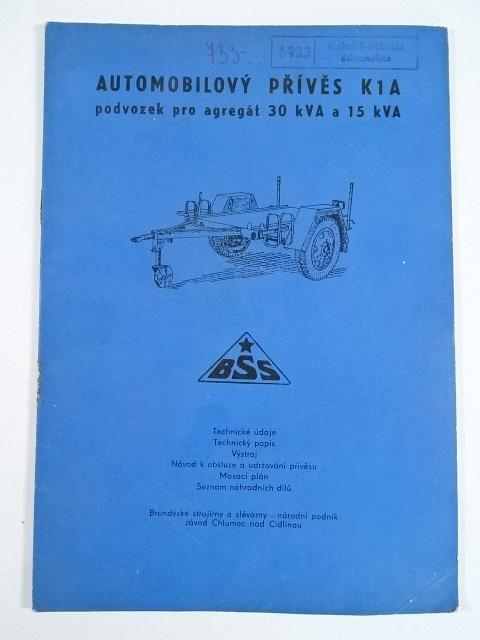 733-
6922
AUTOMOBILOVÝ PŘÍVĚS K1A
podvozek pro agregát 30 kVA a 15 kVA
BSS
Technické údaje
Technický popis
Výstraj
Návod k obsluze a udržování přívěsu
Mazací plán
Seznam náhradních dílů
Brandýské strojírny a slévárny - národní podnik
závod Chlumec nad Cidlinou